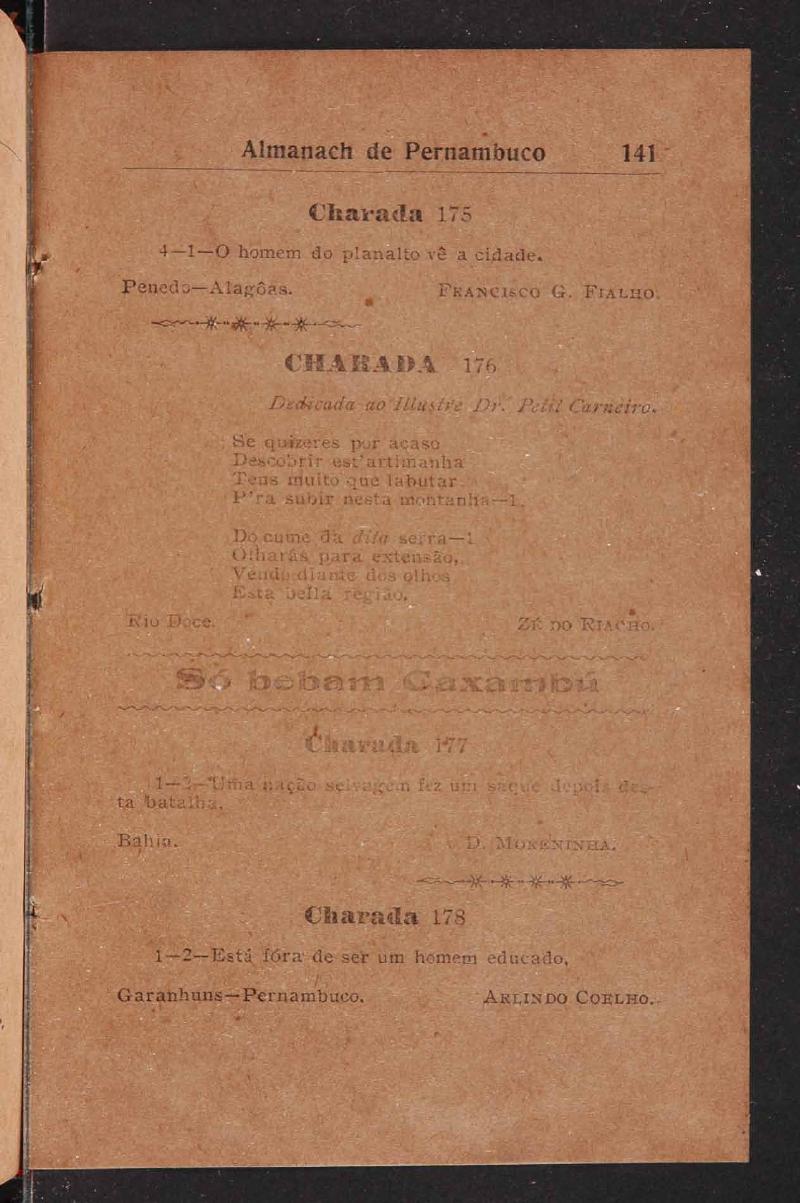 Almanach de Pernambuco 141
Charada 175
4—1—O homem do planalto vê a cidade.
Penedo—Alagôas. FRANCISCO G. FIALHO.
CHARADA 176
Dedicada ao Illustre Dr. Petit Carneiro.
Se quizeres por acaso
Descobrir est'artimanha
Tens muito que labutar
P'ra subir nesta montanha—1.
Do cume da dita serra—1
Olharás para extensão,
Vendo diante dos olhos
Esta bella região.
Rio Doce. ZÉ DO RIACHO.
Só bebam Caxambú
Charada 177
1—2—Uma nação selvagem fez um saque depois des-
ta batalha.
Bahia. D. MORENINHA.
Charada 178
1—2—Está fóra de ser um homem educado,
Garanhuns—Pernambuco. ARLINDO COELHO.